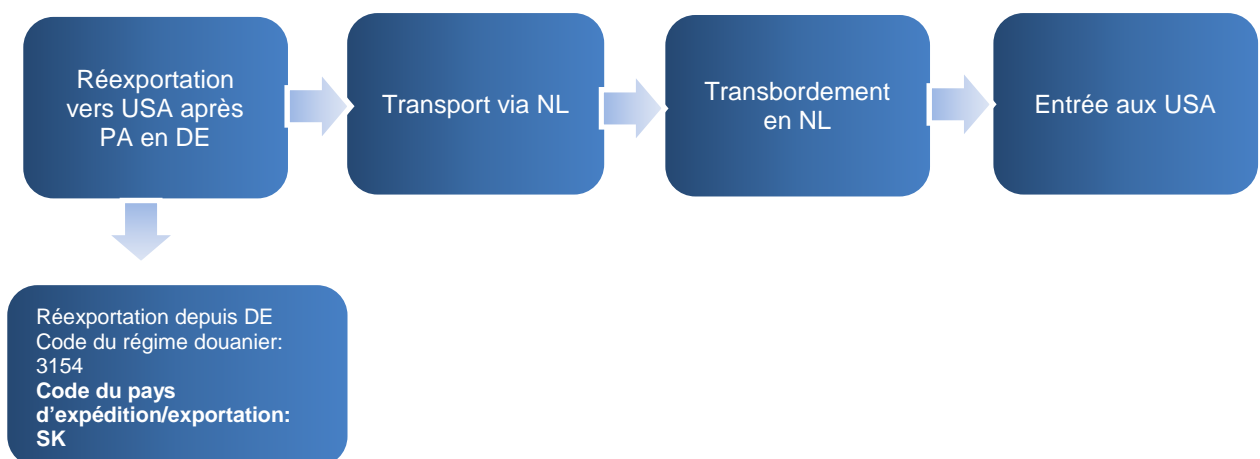 Réexportation
vers USA après
PA en DE
Transport via NL
Transbordement
en NL
Entrée aux USA
Réexportation depuis DE
Code du régime douanier:
3154
Code du pays
d’expédition/exportation:
SK